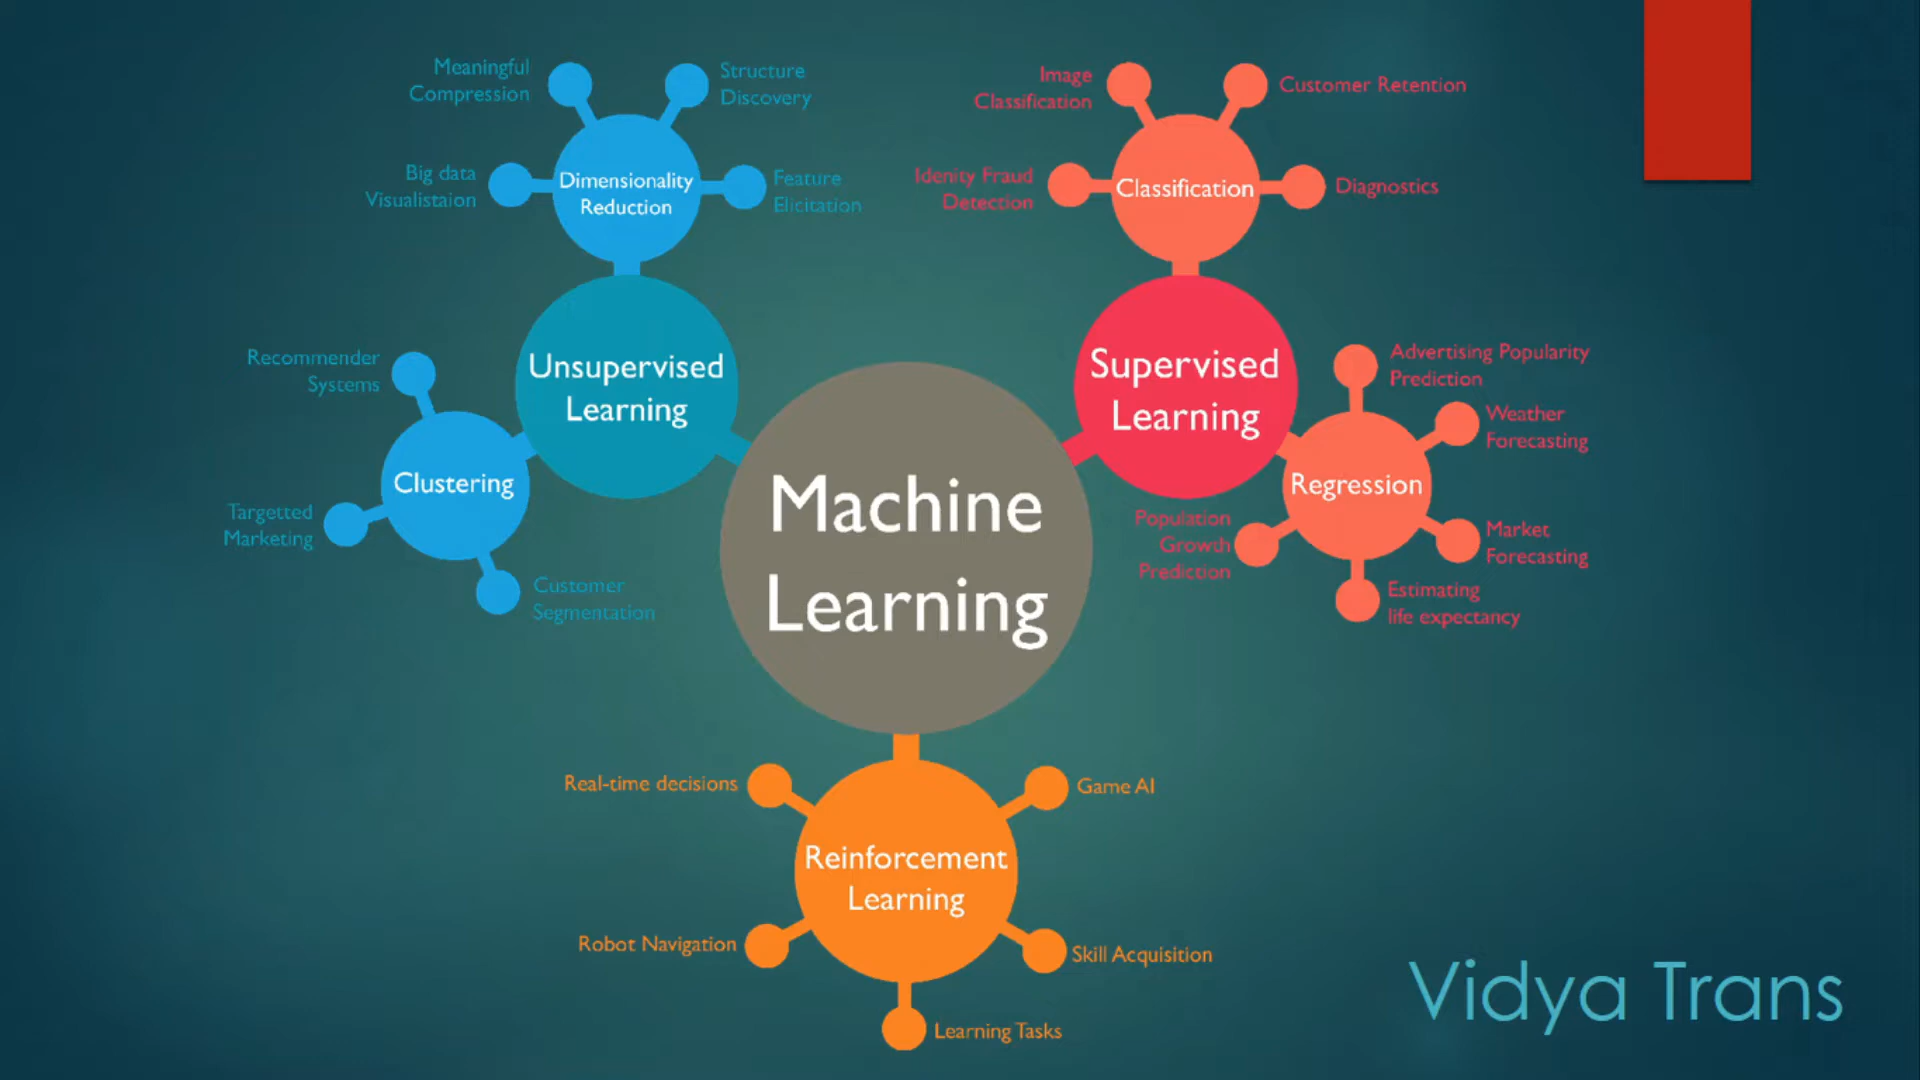 Meaningful
Compression
Structure
Discovery
Big data
Visualistaion
Dimensionality
Reduction
Feature
Elicitation
Image
Classification
Customer Retention
Idenity Fraud
Detection
Classification
Diagnostics
Unsupervised
Learning
Recommender
Systems
Clustering
Targetted
Marketing
Customer
Segmentation
Supervised
Learning
Advertising Popularity
Prediction
Weather
Forecasting
Regression
Population
Growth
Prediction
Market
Forecasting
Estimating
life expectancy
Machine
Learning
Real-time decisions
Game AI
Reinforcement
Learning
Robot Navigation
Skill Acquisition
Learning Tasks
Vidya Trans